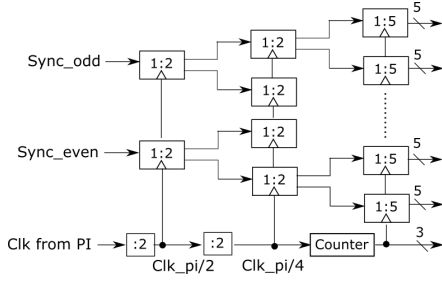 5
1:5
Sync_odd
1:2
1:2
5
1:5
1:2
1:2
Sync_even
1:2
5
1:5
1:2
5
1:5
Clk from PI
:2
:2
Counter
3
Clk_pi/2
Clk_pi/4